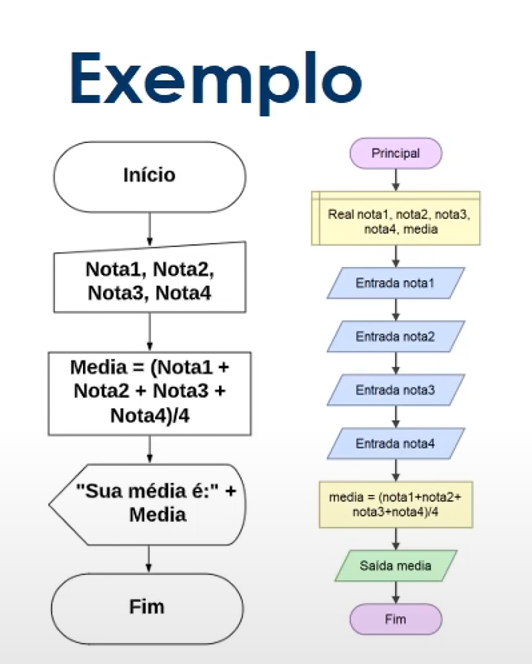 Exemplo
Início
Nota1, Nota2,
Nota3, Nota4
Media = (Nota1 +
Nota2 + Nota3 +
Nota4)/4
"Sua média é:" +
Media
Fim
Principal
Real nota1, nota2, nota3,
nota4, media
Entrada nota1
Entrada nota2
Entrada nota3
Entrada nota4
media = (nota1+nota2+
nota3+nota4)/4
Saída media
Fim